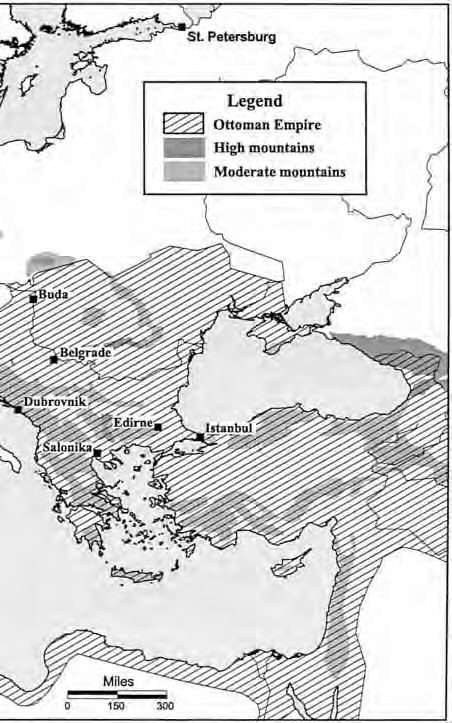 St. Petersburg
Legend
Ottoman Empire
High mountains
Moderate mountains
Buda
Belgrade
Dubrovnik
Edirne
Istanbul
Salonika
Miles
0 150 300